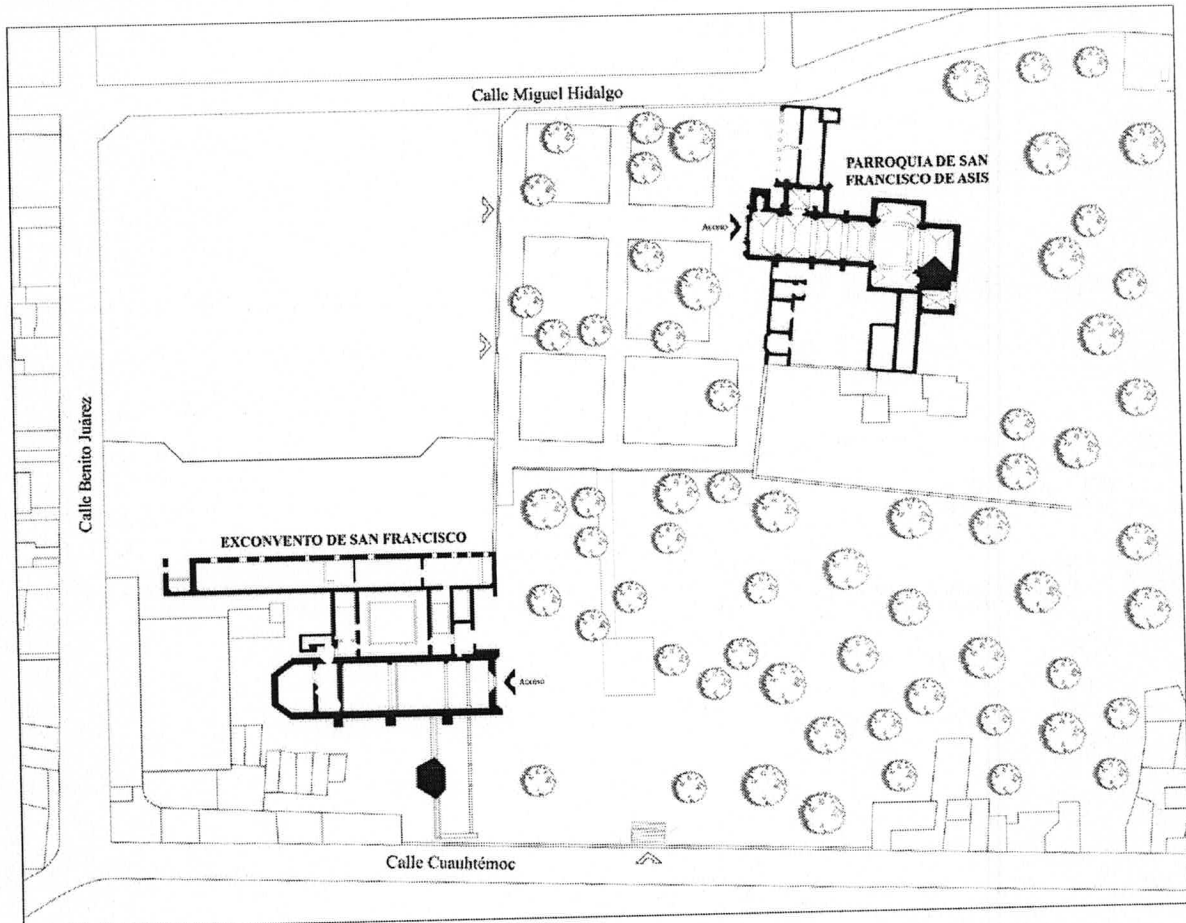 Calle Miguel Hidalgo
PARROQUIA DE SAN
FRANCISCO DE ASIS
Acceso
Calle Benito Juárez
EXCONVENTO DE SAN FRANCISCO
Acceso
Calle Cuauhtémoc